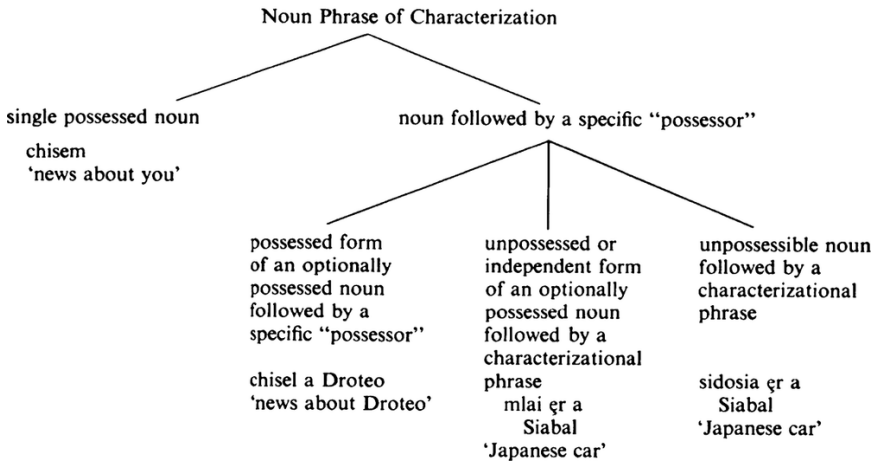 Noun Phrase of Characterization
single possessed noun
chisem
‘news about you’
noun followed by a specific “possessor”
possessed form
of an optionally
possessed noun
followed by a
specific “possessor”
chisel a Droteo
‘news about Droteo’
unpossessed or
independent form
of an optionally
possessed noun
followed by a
characterizational
phrase
mlai ęr a
Siabal
‘Japanese car’
unpossessible noun
followed by a
characterizational
phrase
sidosia ęr a
Siabal
‘Japanese car’